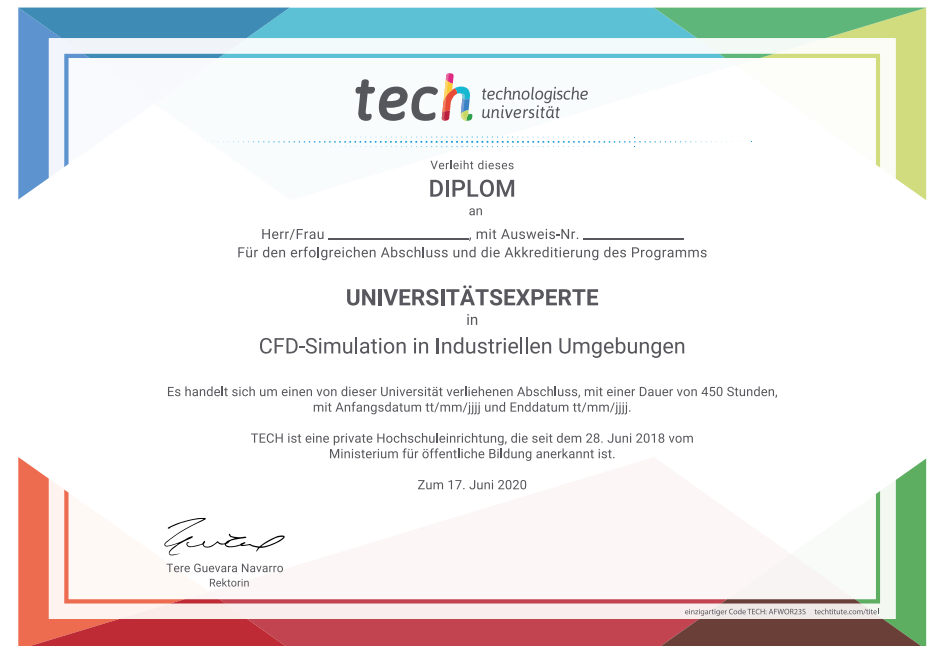 tech technologische
universität
Verleiht dieses
DIPLOM
an
Herr/Frau ____________, mit Ausweis-Nr. ____________
Für den erfolgreichen Abschluss und die Akkreditierung des Programms
UNIVERSITÄTSEXPERTE
in
CFD-Simulation in Industriellen Umgebungen
Es handelt sich um einen von dieser Universität verliehenen Abschluss, mit einer Dauer von 450 Stunden,
mit Anfangsdatum tt/mm/jjjj und Enddatum tt/mm/jjjj.
TECH ist eine private Hochschuleinrichtung, die seit dem 28. Juni 2018 vom
Ministerium für öffentliche Bildung anerkannt ist.
Zum 17. Juni 2020
Tere Guevara Navarro
Rektorin
einzigartiger Code TECH: AFWOR23S techtitute.com/titel